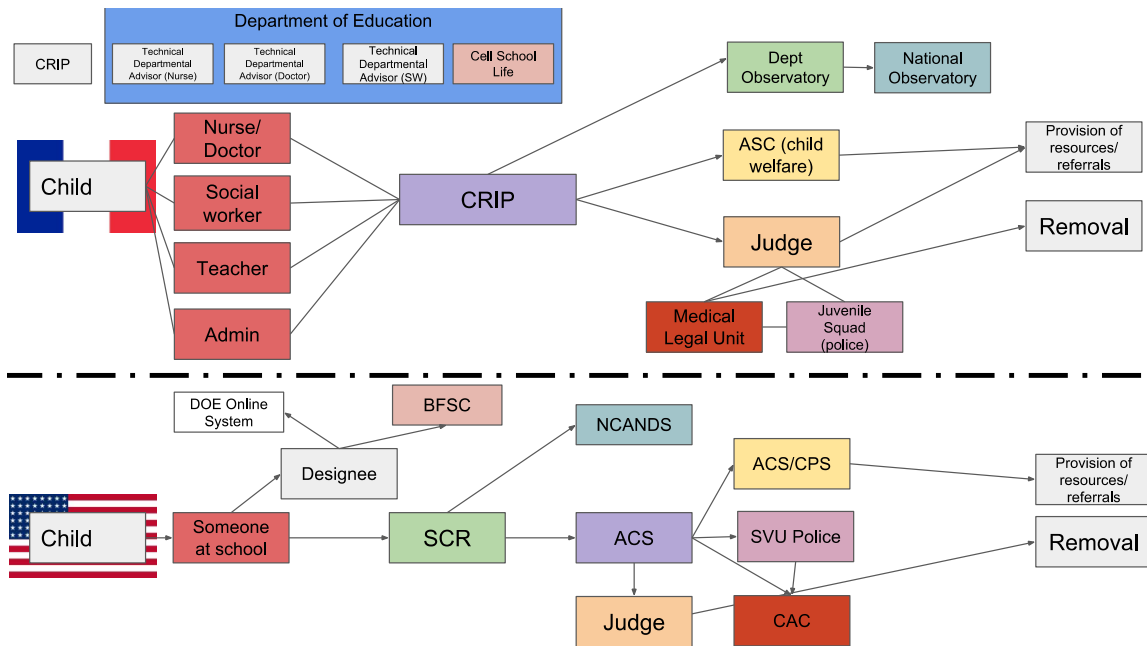 Department of Education
CRIP
Technical
Departmental
Advisor (Nurse)
Technical
Departmental
Advisor (Doctor)
Technical
Departmental
Advisor (SW)
Cell School
Life
Dept
Observatory
National
Observatory
Child
Nurse/
Doctor
Social
worker
Teacher
Admin
CRIP
ASC (child
welfare)
Judge
Provision of
resources/
referrals
Removal
Medical
Legal Unit
Juvenile
Squad
(police)
DOE Online
System
BFSC
Designee
NCANDS
Child
Someone
at school
SCR
ACS
ACS/CPS
SVU Police
Judge
CAC
Provision of
resources/
referrals
Removal